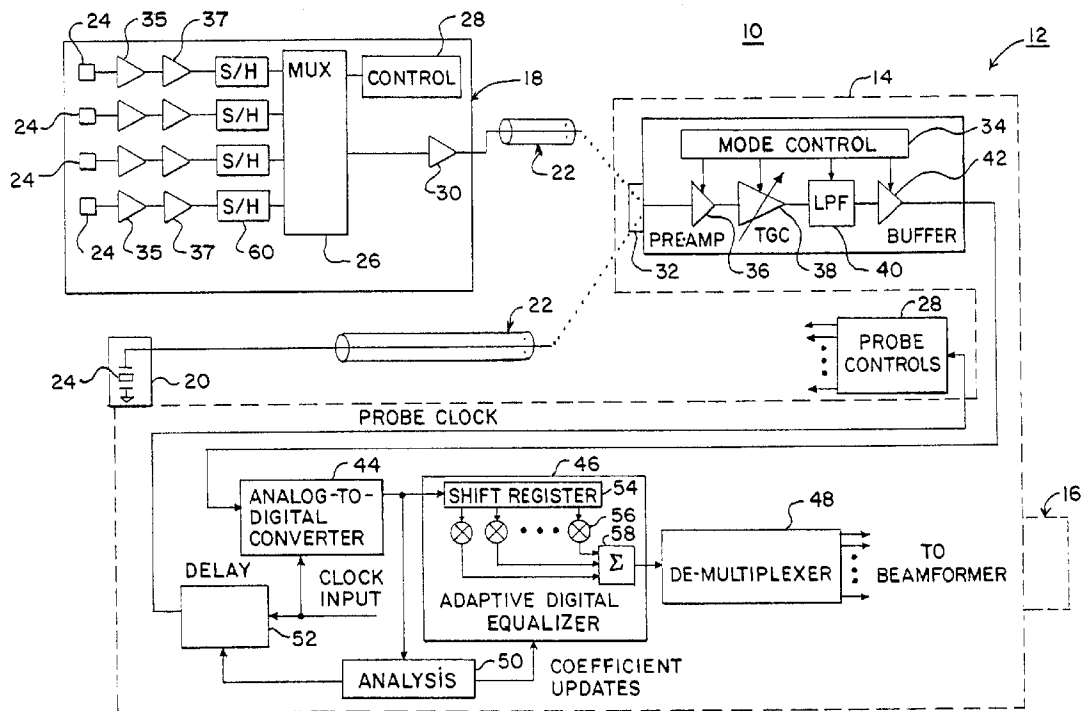 24 35 37 28 10 12
S/H MUX CONTROL 18 14
24 S/H 22 MODE CONTROL 34
24 S/H 30 42
S/H LPF
PREAMP TGC BUFFER
24 35 37 60 26 32 36 38 40
22 28
PROBE CONTROLS
24 20
PROBE CLOCK
44 46
ANALOG-TO-DIGITAL CONVERTER
SHIFT REGISTER 54
56
58
Σ
48
DE-MULTIPLEXER
TO BEAMFORMER
16
DELAY
CLOCK INPUT
52
ADAPTIVE DIGITAL EQUALIZER
50
ANALYSIS
COEFFICIENT UPDATES